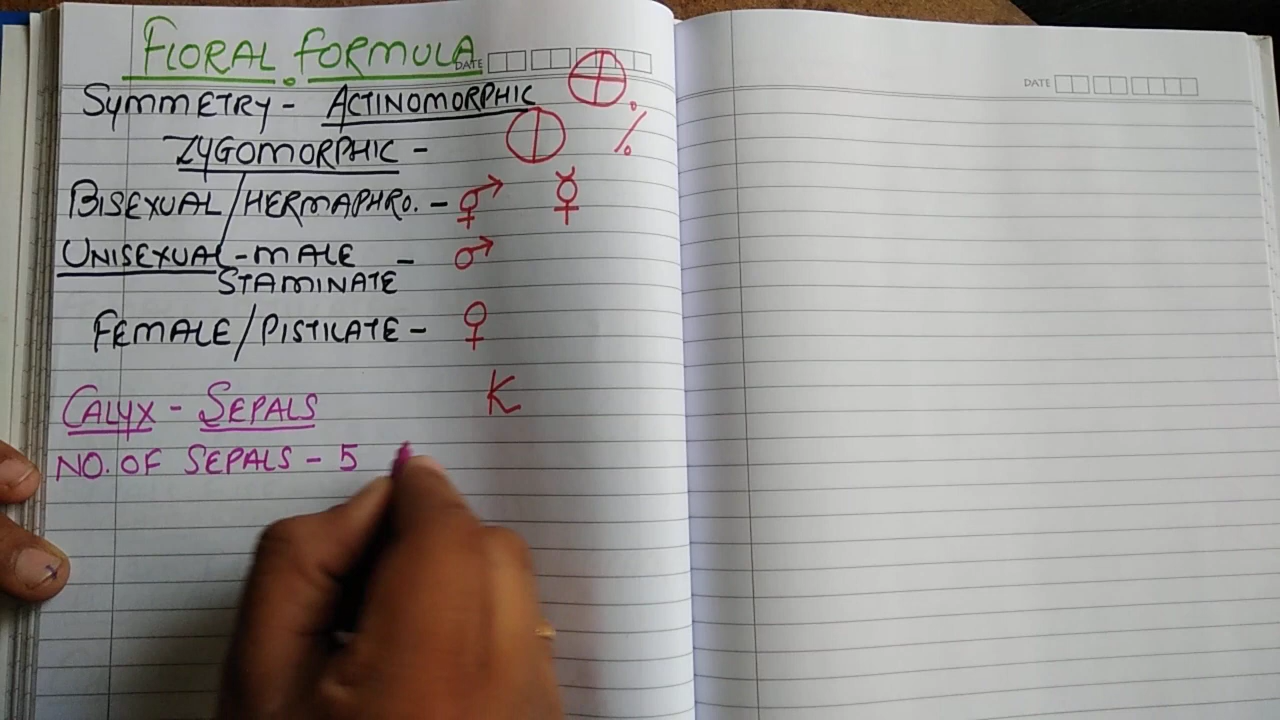 FLORAL FORMULA
DATE
SYMMETRY - ACTINOMORPHIC
ZYGOMORPHIC - %
BISEXUAL/HERMAPHRO. - ⚥ ☿
UNISEXUAL - MALE - ♂
STAMINATE
FEMALE/PISTILATE - ♀
CALYX - SEPALS K
NO. OF SEPALS - 5
DATE